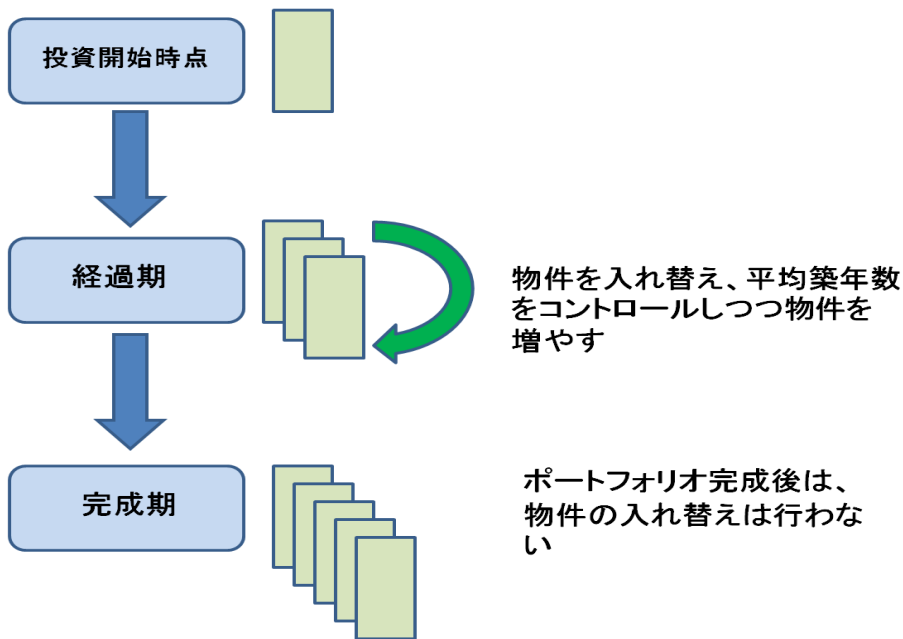 投資開始時点
経過期
物件を入れ替え、平均築年数
をコントロールしつつ物件を
増やす
完成期
ポートフォリオ完成後は、
物件の入れ替えは行わな
い